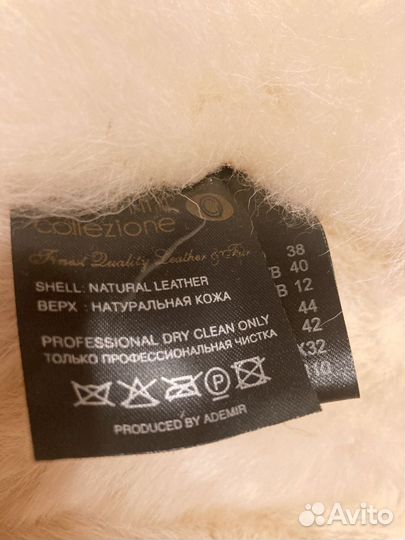 collezione
Finest Quality Leather & Fur
SHELL: NATURAL LEATHER
ВЕРХ : НАТУРАЛЬНАЯ КОЖА
PROFESSIONAL DRY CLEAN ONLY
ТОЛЬКО ПРОФЕССИОНАЛЬНАЯ ЧИСТКА
P
PRODUCED BY ADEMIR
38
B 40
B 12
44
42
32
Avito